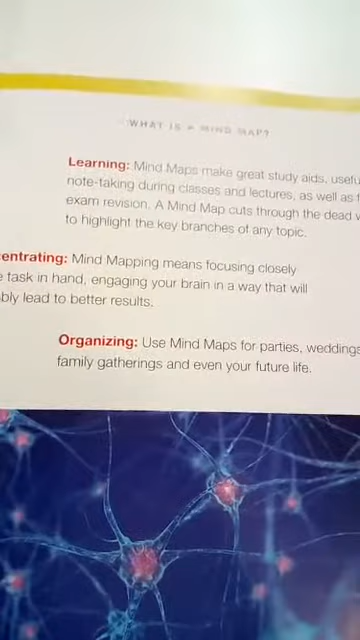 WHAT IS A MIND MAP?
Learning: Mind Maps make great study aids, usefu
note-taking during classes and lectures, as well as f
exam revision. A Mind Map cuts through the dead w
to highlight the key branches of any topic.
entrating: Mind Mapping means focusing closely
e task in hand, engaging your brain in a way that will
bly lead to better results.
Organizing: Use Mind Maps for parties, weddings
family gatherings and even your future life.